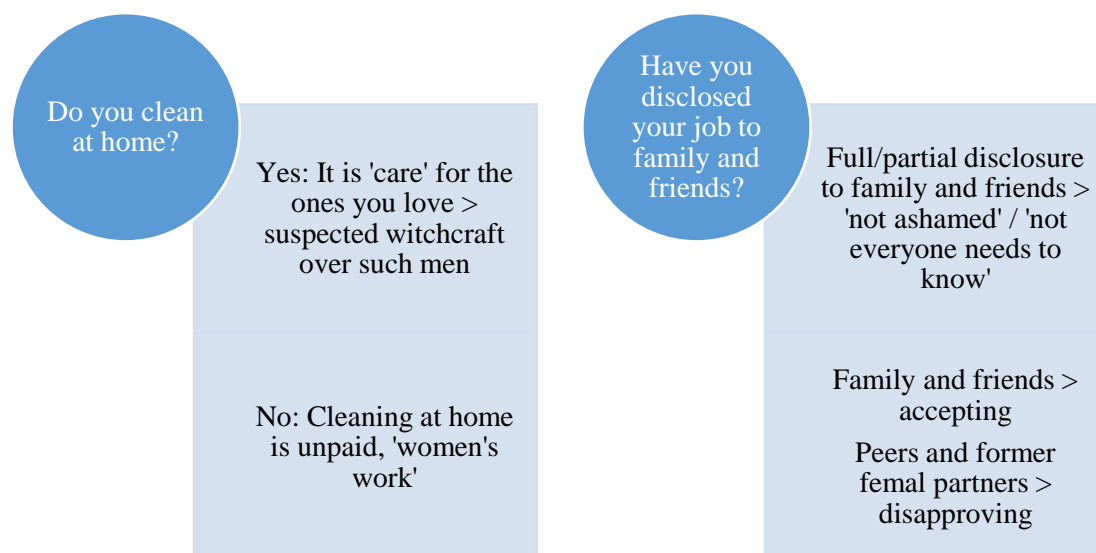 Do you clean
at home?
Yes: It is 'care' for the
ones you love >
suspected witchcraft
over such men
No: Cleaning at home
is unpaid, 'women's
work'
Have you
disclosed
your job to
family and
friends?
Full/partial disclosure
to family and friends >
'not ashamed' / 'not
everyone needs to
know'
Family and friends >
accepting
Peers and former
femal partners >
disapproving